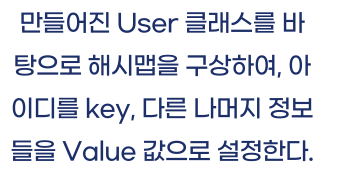 만들어진 User 클래스를 바
탕으로 해시맵을 구상하여, 아
이디를 key, 다른 나머지 정보
들을 Value 값으로 설정한다.